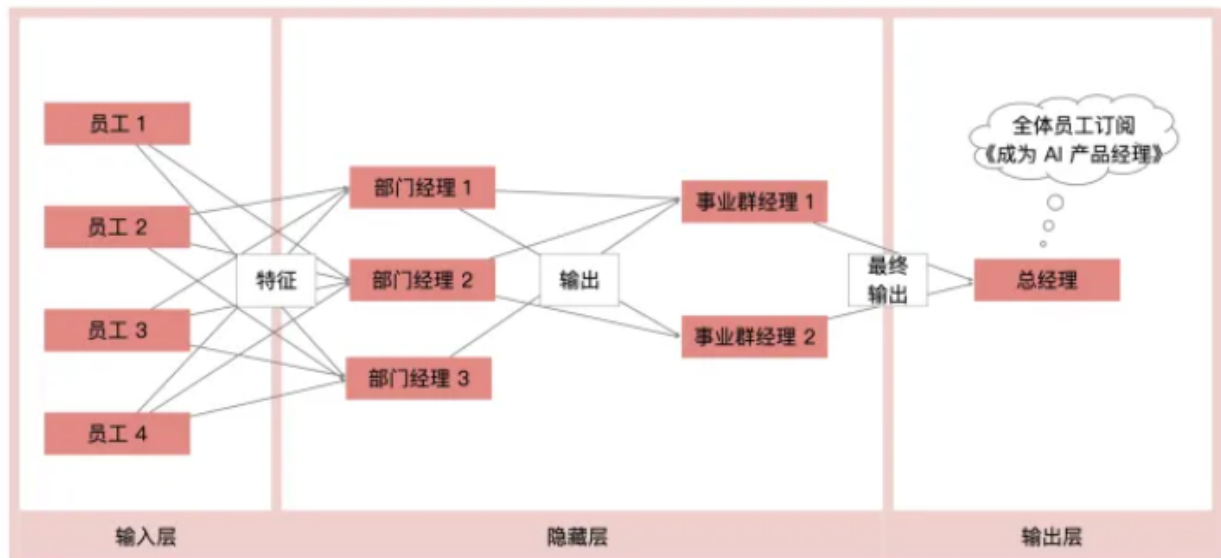 员工 1
员工 2
员工 3
员工 4
特征
部门经理 1
部门经理 2
部门经理 3
输出
事业群经理 1
事业群经理 2
最终
输出
全体员工订阅
《成为 AI 产品经理》
总经理
输入层
隐藏层
输出层